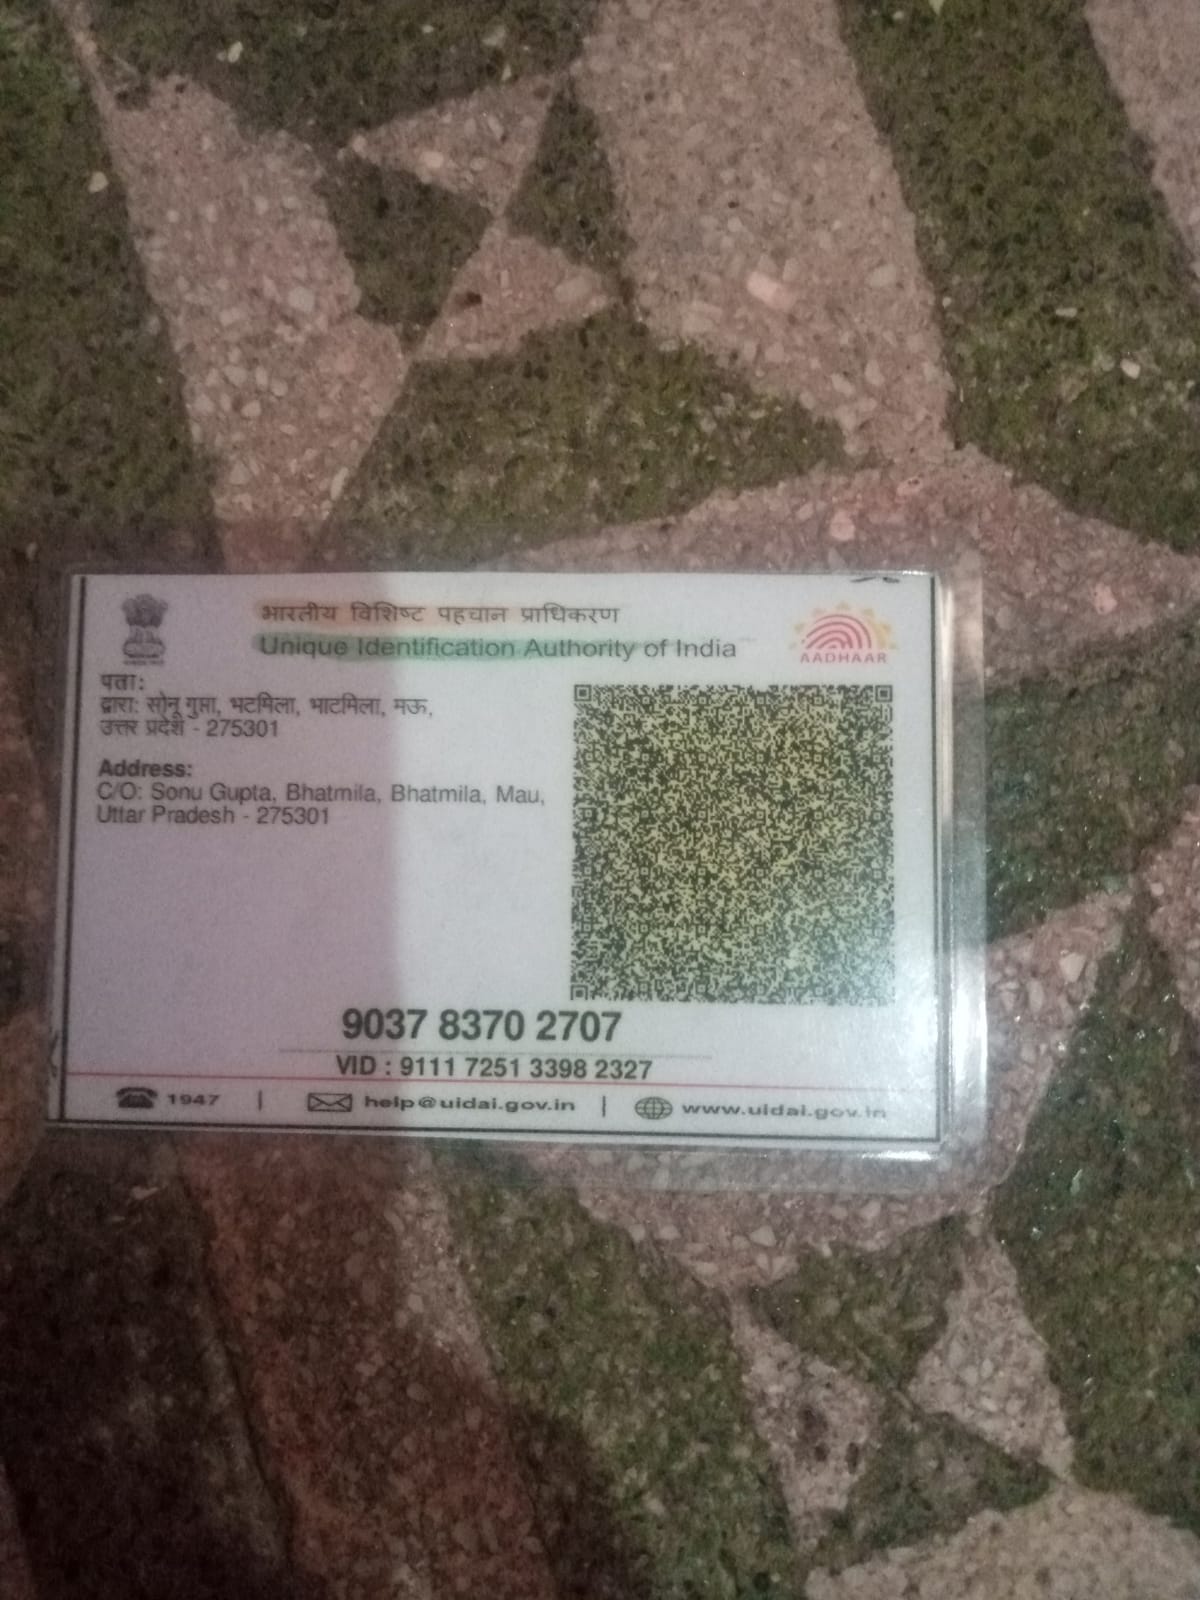 भारतीय विशिष्ट पहचान प्राधिकरण
Unique Identification Authority of India
AADHAAR
पता:
द्वारा: सोनू गुप्ता, भटमिला, भाटमिला, मऊ,
उत्तर प्रदेश - 275301
Address:
C/O: Sonu Gupta, Bhatmila, Bhatmila, Mau,
Uttar Pradesh - 275301
9037 8370 2707
VID : 9111 7251 3398 2327
1947 | help@uidai.gov.in | www.uidai.gov.in